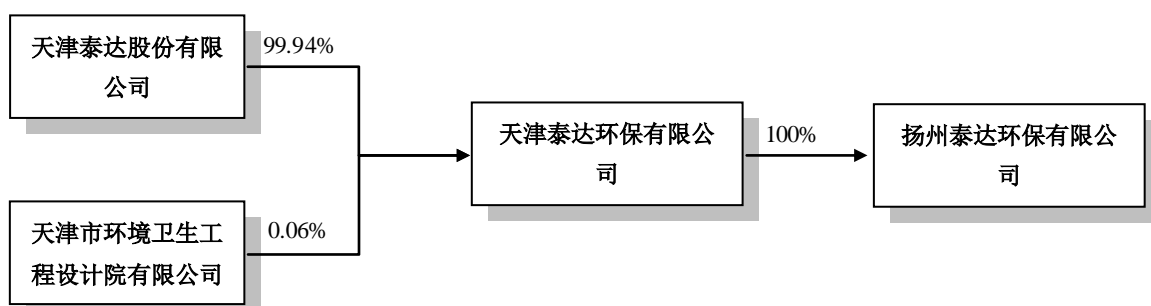 天津泰达股份有限
公司
99.94%
天津市环境卫生工
程设计院有限公司
0.06%
天津泰达环保有限公
司
100%
扬州泰达环保有限公
司